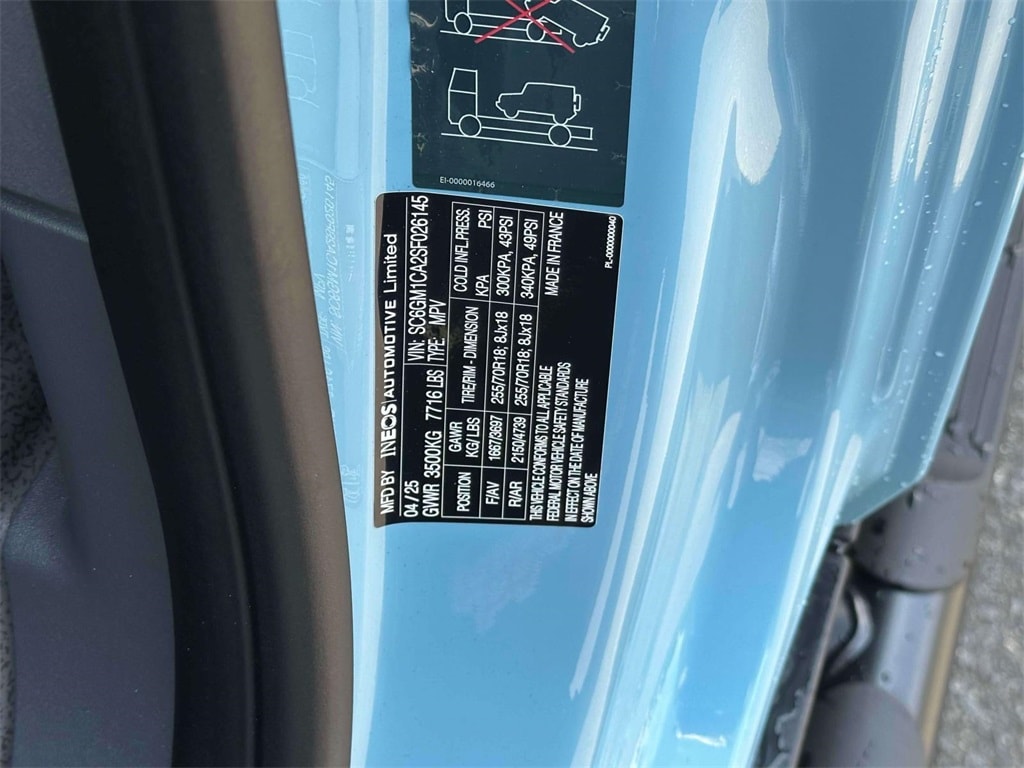 EI-0000016466
MFD BY INEOS AUTOMOTIVE Limited
04 / 25 VIN: SC6GM1CA2SF026145
GVWR 3500KG 7716 LBS TYPE: MPV
POSITION GAWR KG/LBS TIRE/RIM - DIMENSION COLD INFL.PRESS. KPA PSI
F/AV 1667/3697 255/70R18; 8Jx18 300KPA, 43PSI
R/AR 2150/4739 255/70R18; 8Jx18 340KPA, 49PSI
THIS VEHICLE CONFORMS TO ALL APPLICABLE MADE IN FRANCE
FEDERAL MOTOR VEHICLE SAFETY STANDARDS
IN EFFECT ON THE DATE OF MANUFACTURE
SHOWN ABOVE
PL-000000040